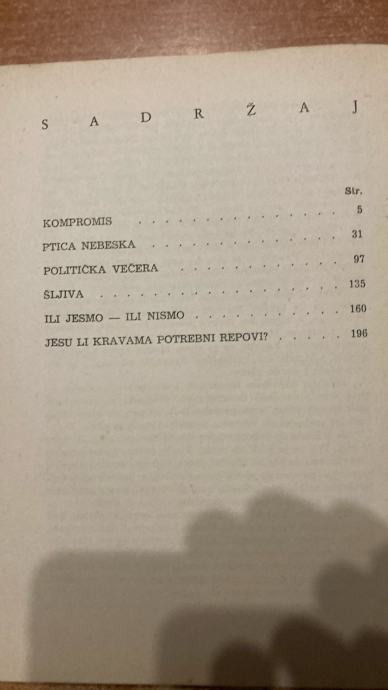 S A D R Ž A J
Str.
KOMPROMIS . . . . . . . . . . . . 5
PTICA NEBESKA . . . . . . . . . . . 31
POLITIČKA VEČERA . . . . . . . . . 97
ŠLJIVA . . . . . . . . . . . . . 135
ILI JESMO — ILI NISMO . . . . . . . . 160
JESU LI KRAVAMA POTREBNI REPOVI? . . . . . 196